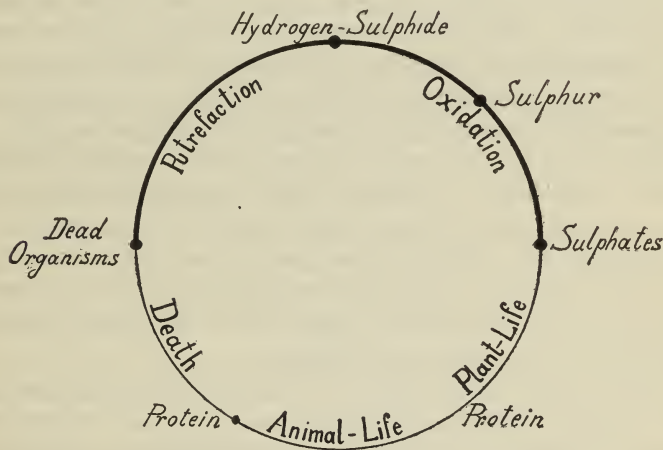 Hydrogen-Sulphide
Putrefaction
Oxidation
Sulphur
Dead
Organisms
Sulphates
Death
Plant-Life
Protein
Animal-Life
Protein